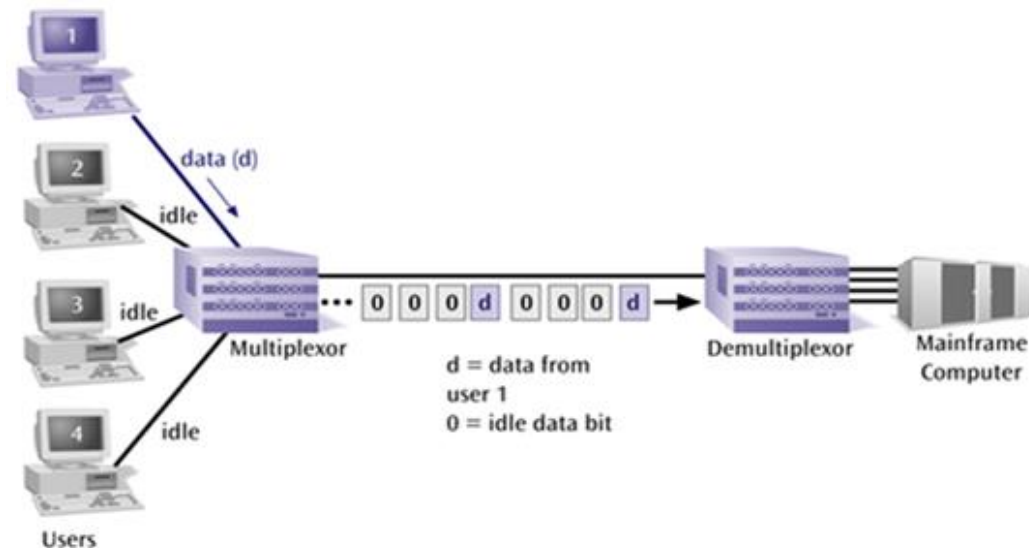 1
data (d)
2
idle
3
idle
... 0 0 0 d 0 0 0 d
Multiplexor
Demultiplexor
Mainframe
Computer
d = data from
user 1
0 = idle data bit
4
idle
Users